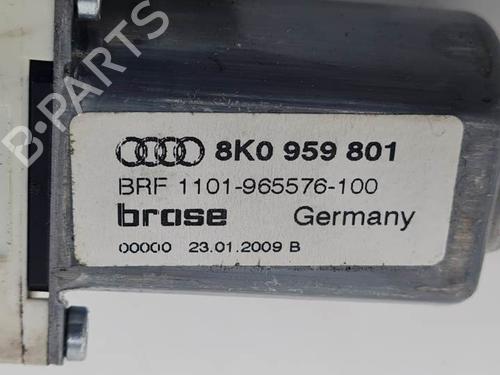 8K0 959 801
BRF 1101-965576-100
brose Germany
00000 23.01.2009 B
B-PARTS